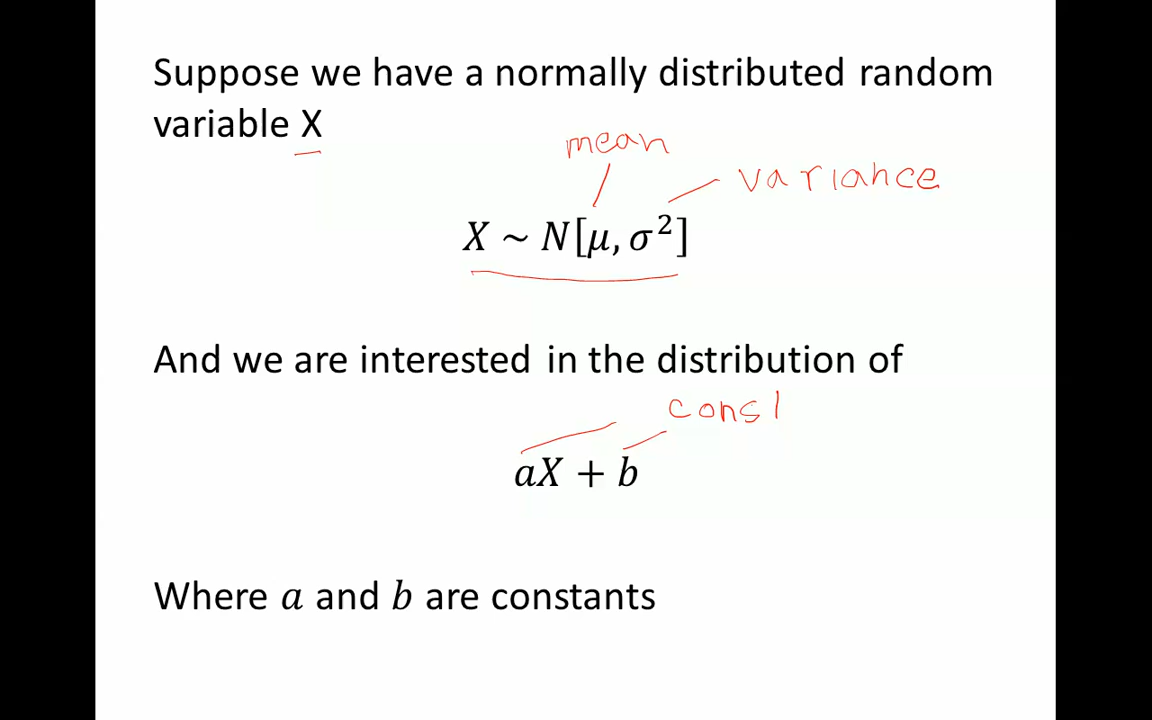 Suppose we have a normally distributed random
variable X
mean
variance
X ~ N[μ, σ²]
And we are interested in the distribution of
const
aX + b
Where a and b are constants